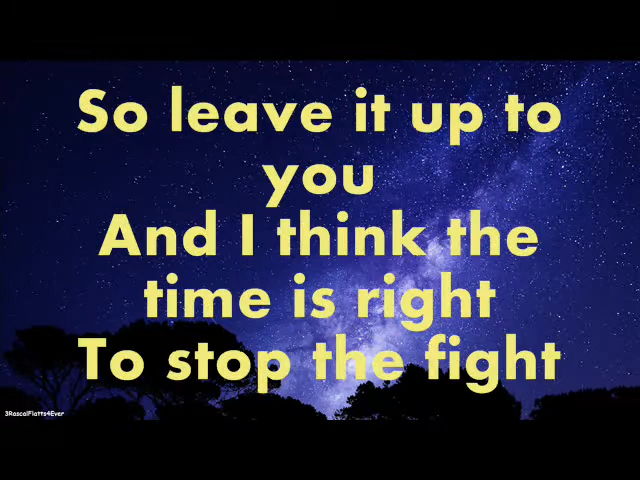 So leave it up to
you
And I think the
time is right
To stop the fight
3RascalFlatts4Ever